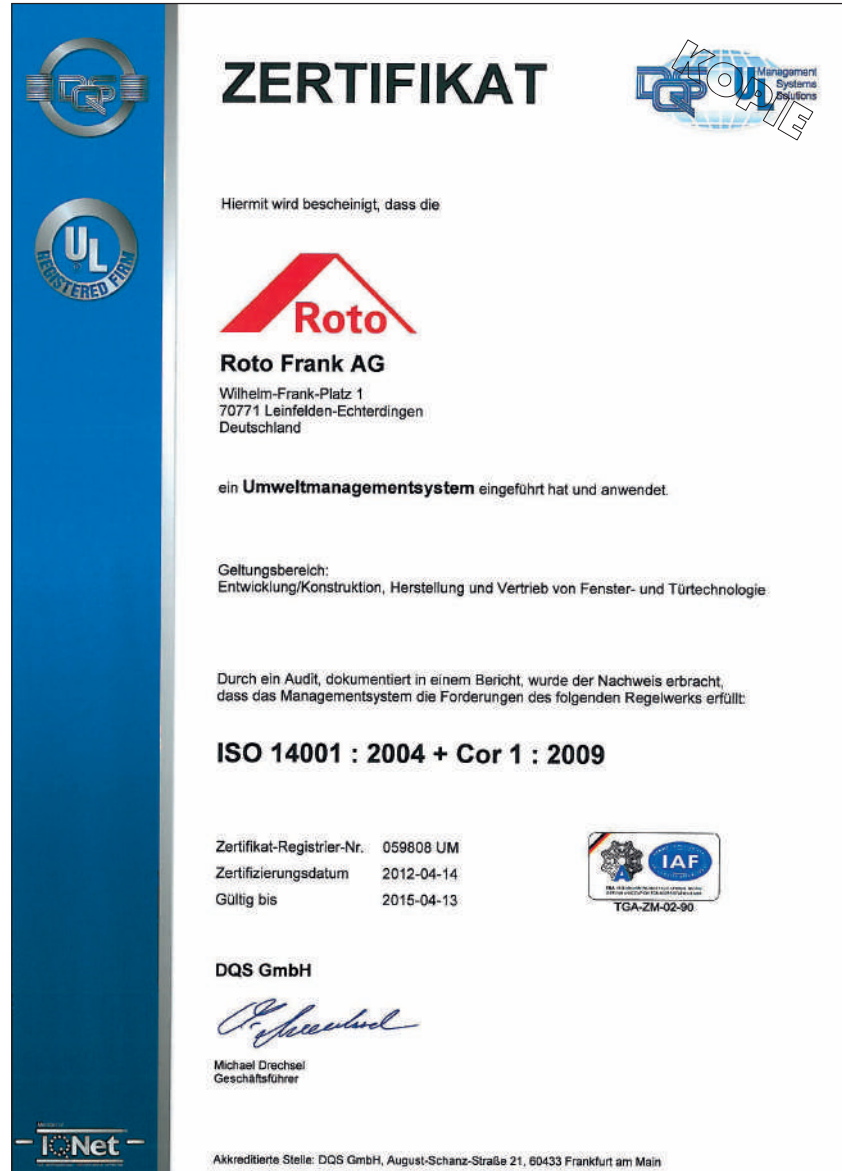 DQS
ZERTIFIKAT
DQS UL Management
Systems
Solutions
KOPIE
Hiermit wird bescheinigt, dass die
UL
REGISTERED FIRM
Roto
Roto Frank AG
Wilhelm-Frank-Platz 1
70771 Leinfelden-Echterdingen
Deutschland
ein Umweltmanagementsystem eingeführt hat und anwendet.
Geltungsbereich:
Entwicklung/Konstruktion, Herstellung und Vertrieb von Fenster- und Türtechnologie
Durch ein Audit, dokumentiert in einem Bericht, wurde der Nachweis erbracht,
dass das Managementsystem die Forderungen des folgenden Regelwerks erfüllt:
ISO 14001 : 2004 + Cor 1 : 2009
Zertifikat-Registrier-Nr. 059808 UM
Zertifizierungsdatum 2012-04-14
Gültig bis 2015-04-13
IAF
TGA-ZM-02-90
DQS GmbH
Michael Drechsel
Geschäftsführer
IQNet
Akkreditierte Stelle: DQS GmbH, August-Schanz-Straße 21, 60433 Frankfurt am Main